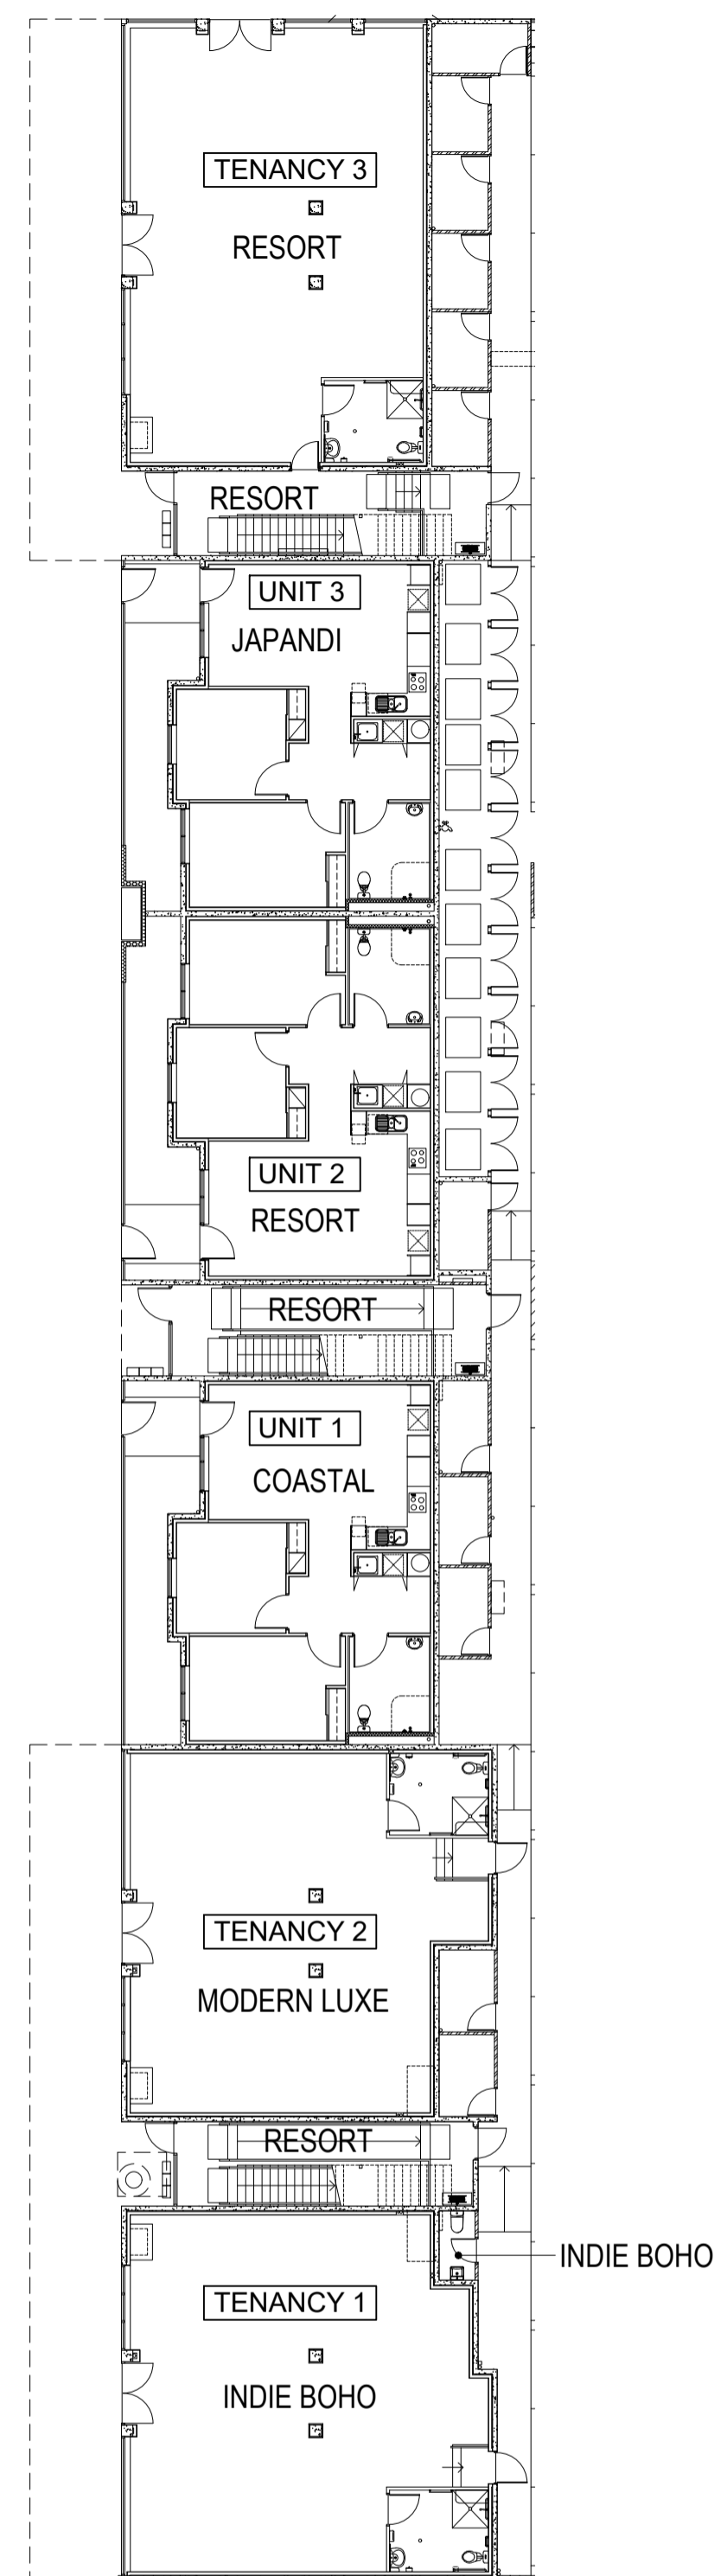 TENANCY 3
RESORT
RESORT
UNIT 3
JAPANDI
UNIT 2
RESORT
RESORT
UNIT 1
COASTAL
TENANCY 2
MODERN LUXE
RESORT
INDIE BOHO
TENANCY 1
INDIE BOHO